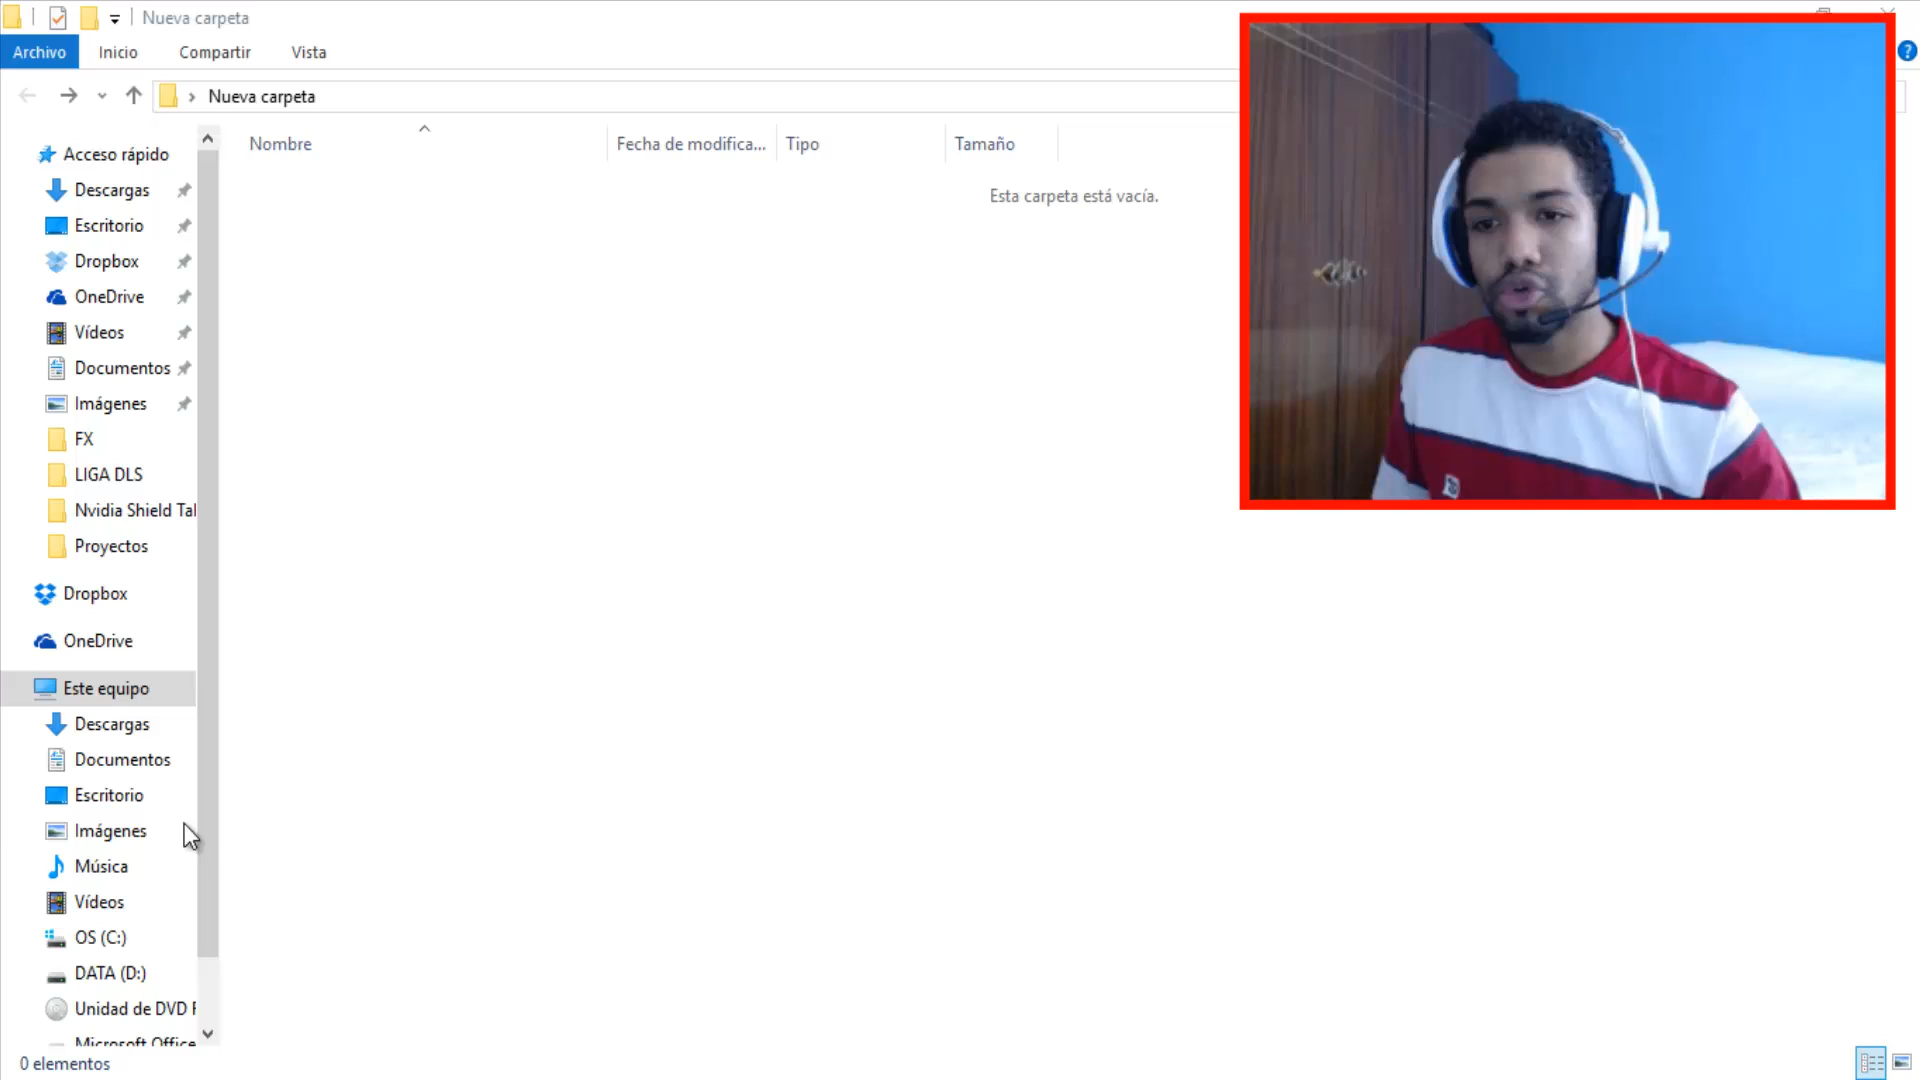 Nueva carpeta
Archivo Inicio Compartir Vista
Nueva carpeta
Nombre Fecha de modifica... Tipo Tamaño
Esta carpeta está vacía.
Acceso rápido
Descargas
Escritorio
Dropbox
OneDrive
Vídeos
Documentos
Imágenes
FX
LIGA DLS
Nvidia Shield Tal
Proyectos
Dropbox
OneDrive
Este equipo
Descargas
Documentos
Escritorio
Imágenes
Música
Vídeos
OS (C:)
DATA (D:)
Unidad de DVD F
Microsoft Office
0 elementos